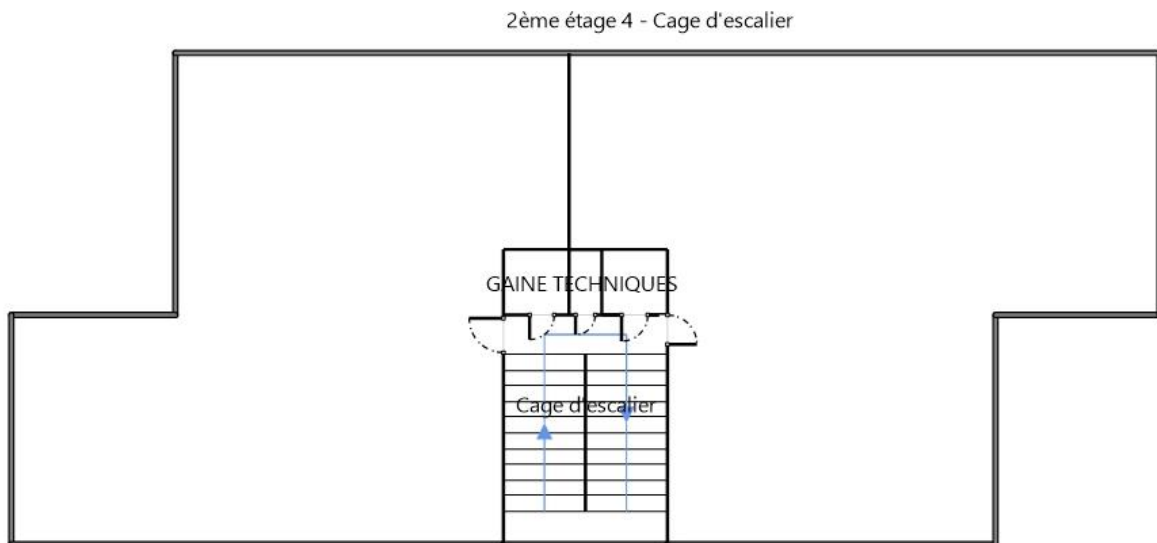 2ème étage 4 - Cage d'escalier
GAINE TECHNIQUES
Cage d'escalier